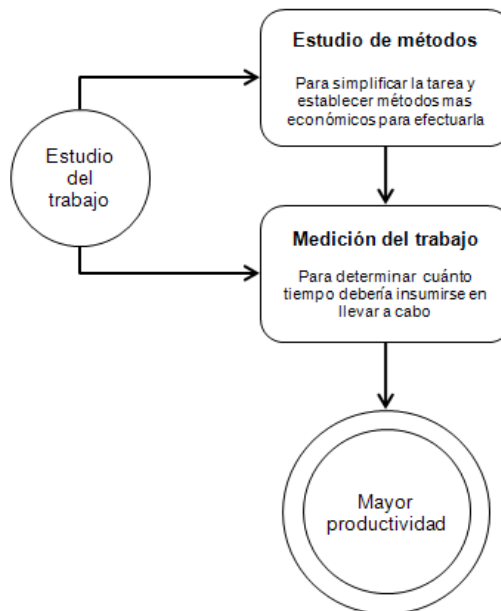 Estudio de métodos
Para simplificar la tarea y
establecer métodos mas
económicos para efectuarla
Estudio
del
trabajo
Medición del trabajo
Para determinar cuánto
tiempo debería insumirse en
llevar a cabo
Mayor
productividad